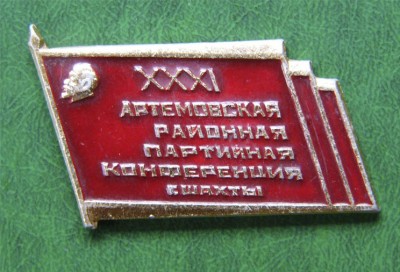 XXXI
АРТЕМОВСКАЯ
РАЙОННАЯ
ПАРТИЙНАЯ
КОНФЕРЕНЦИЯ
Г.ШАХТЫ